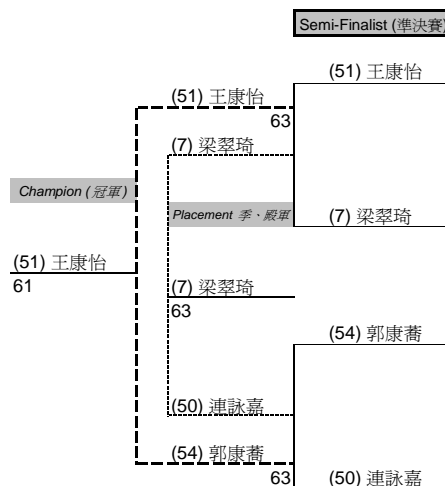 Semi-Finalist (準決賽)
(51) 王康怡
(51) 王康怡
63
(7) 梁翠琦
Champion (冠軍)
Placement 季、殿軍
(7) 梁翠琦
(51) 王康怡
61
(7) 梁翠琦
63
(54) 郭康蕎
(50) 連詠嘉
(54) 郭康蕎
63
(50) 連詠嘉